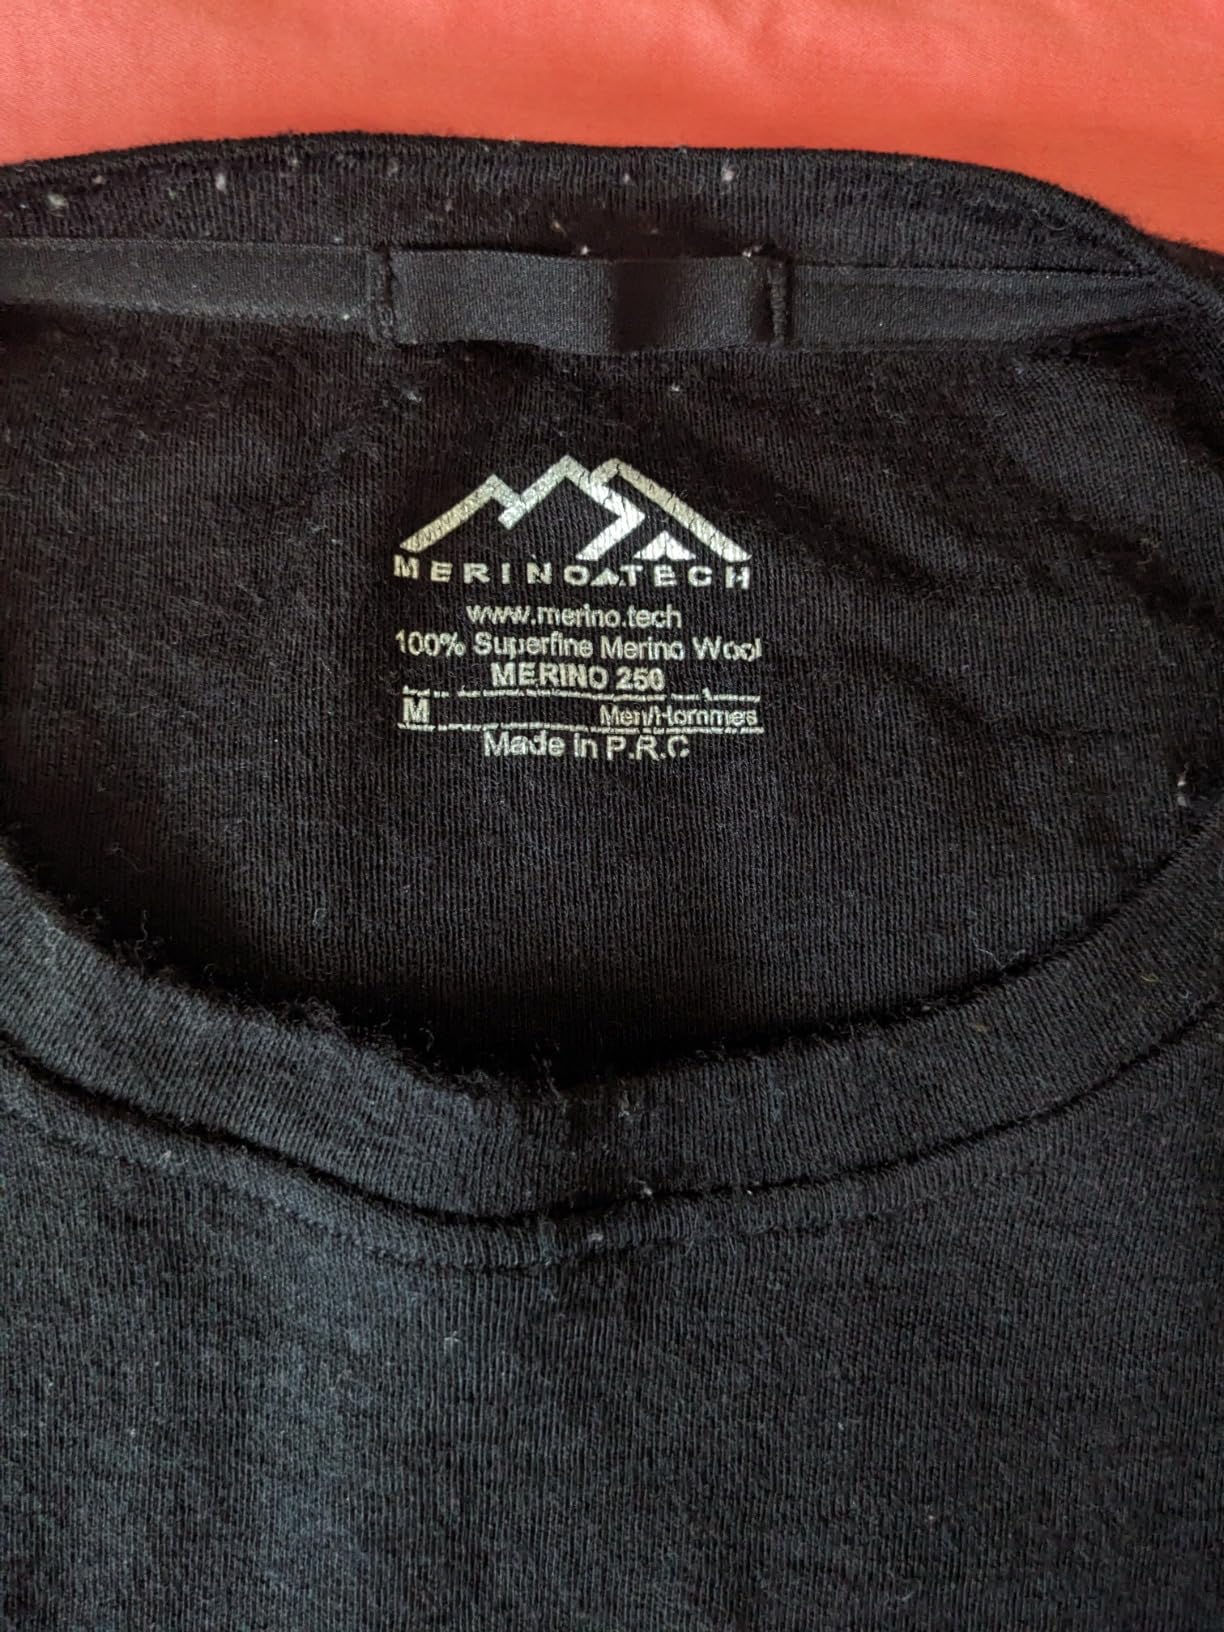 MERINO.TECH
www.merino.tech
100% Superfine Merino Wool
MERINO 250
M Men/Hommes
Made in P.R.C